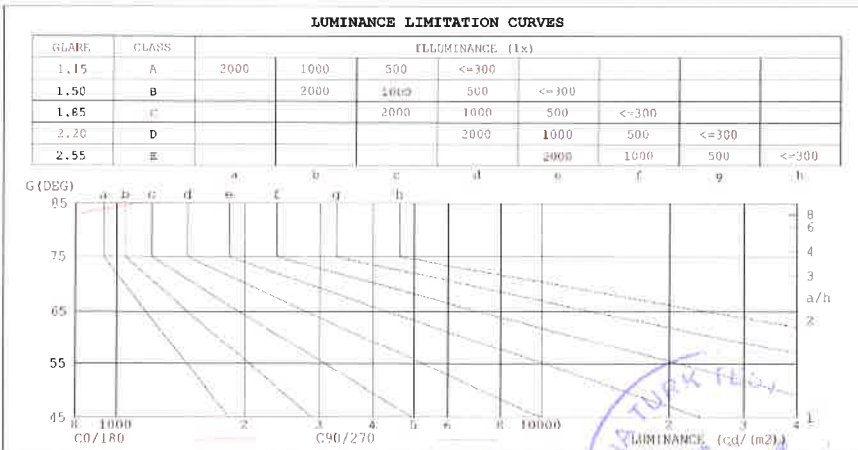 LUMINANCE LIMITATION CURVES
GLARE CLASS ILLUMINANCE (lx)
1.15 A 2000 1000 500 <=300
1.50 B 2000 1000 500 <=300
1.85 C 2000 1000 500 <=300
2.20 D 2000 1000 500 <=300
2.55 E 2000 1000 500 <=300
a b c d e f g h
G(DEG)
a b c d e f g h
85 8
6
75 4
3
a/h
65 2
55
45 1
8 1000 2 3 4 5 6 8 10000 2 3 4
C0/180 C90/270 LUMINANCE (cd/(m2))
TURK